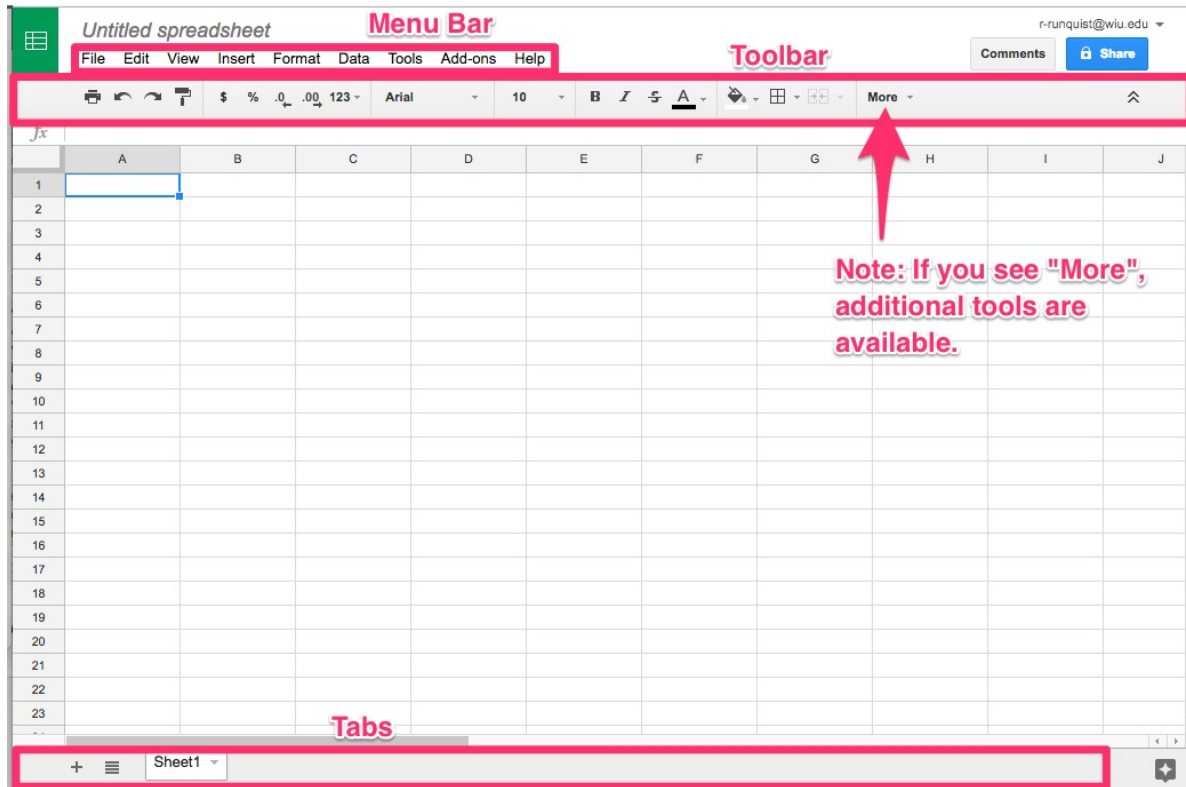 Untitled spreadsheet
Menu Bar
r-runquist@wiu.edu
File Edit View Insert Format Data Tools Add-ons Help
Toolbar
Comments
Share
$ % .0 .00 123 Arial 10 B I S A More
fx
A B C D E F G H I J
1
2
3
4
5
6
7
8
9
10
11
12
13
14
15
16
17
18
19
20
21
22
23
Note: If you see "More",
additional tools are
available.
Tabs
+ Sheet1